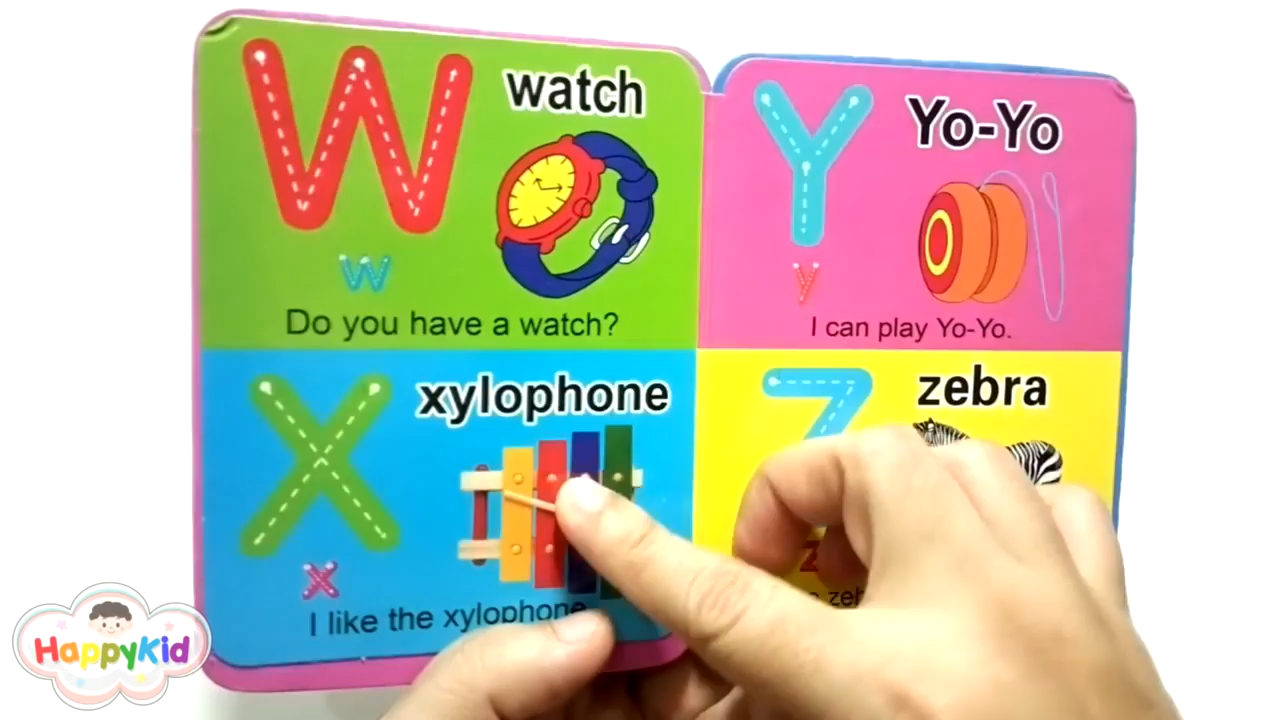 W
watch
w
Do you have a watch?
X
xylophone
x
I like the xylophone
Y
Yo-Yo
y
I can play Yo-Yo.
Z
zebra
z
HappyKid